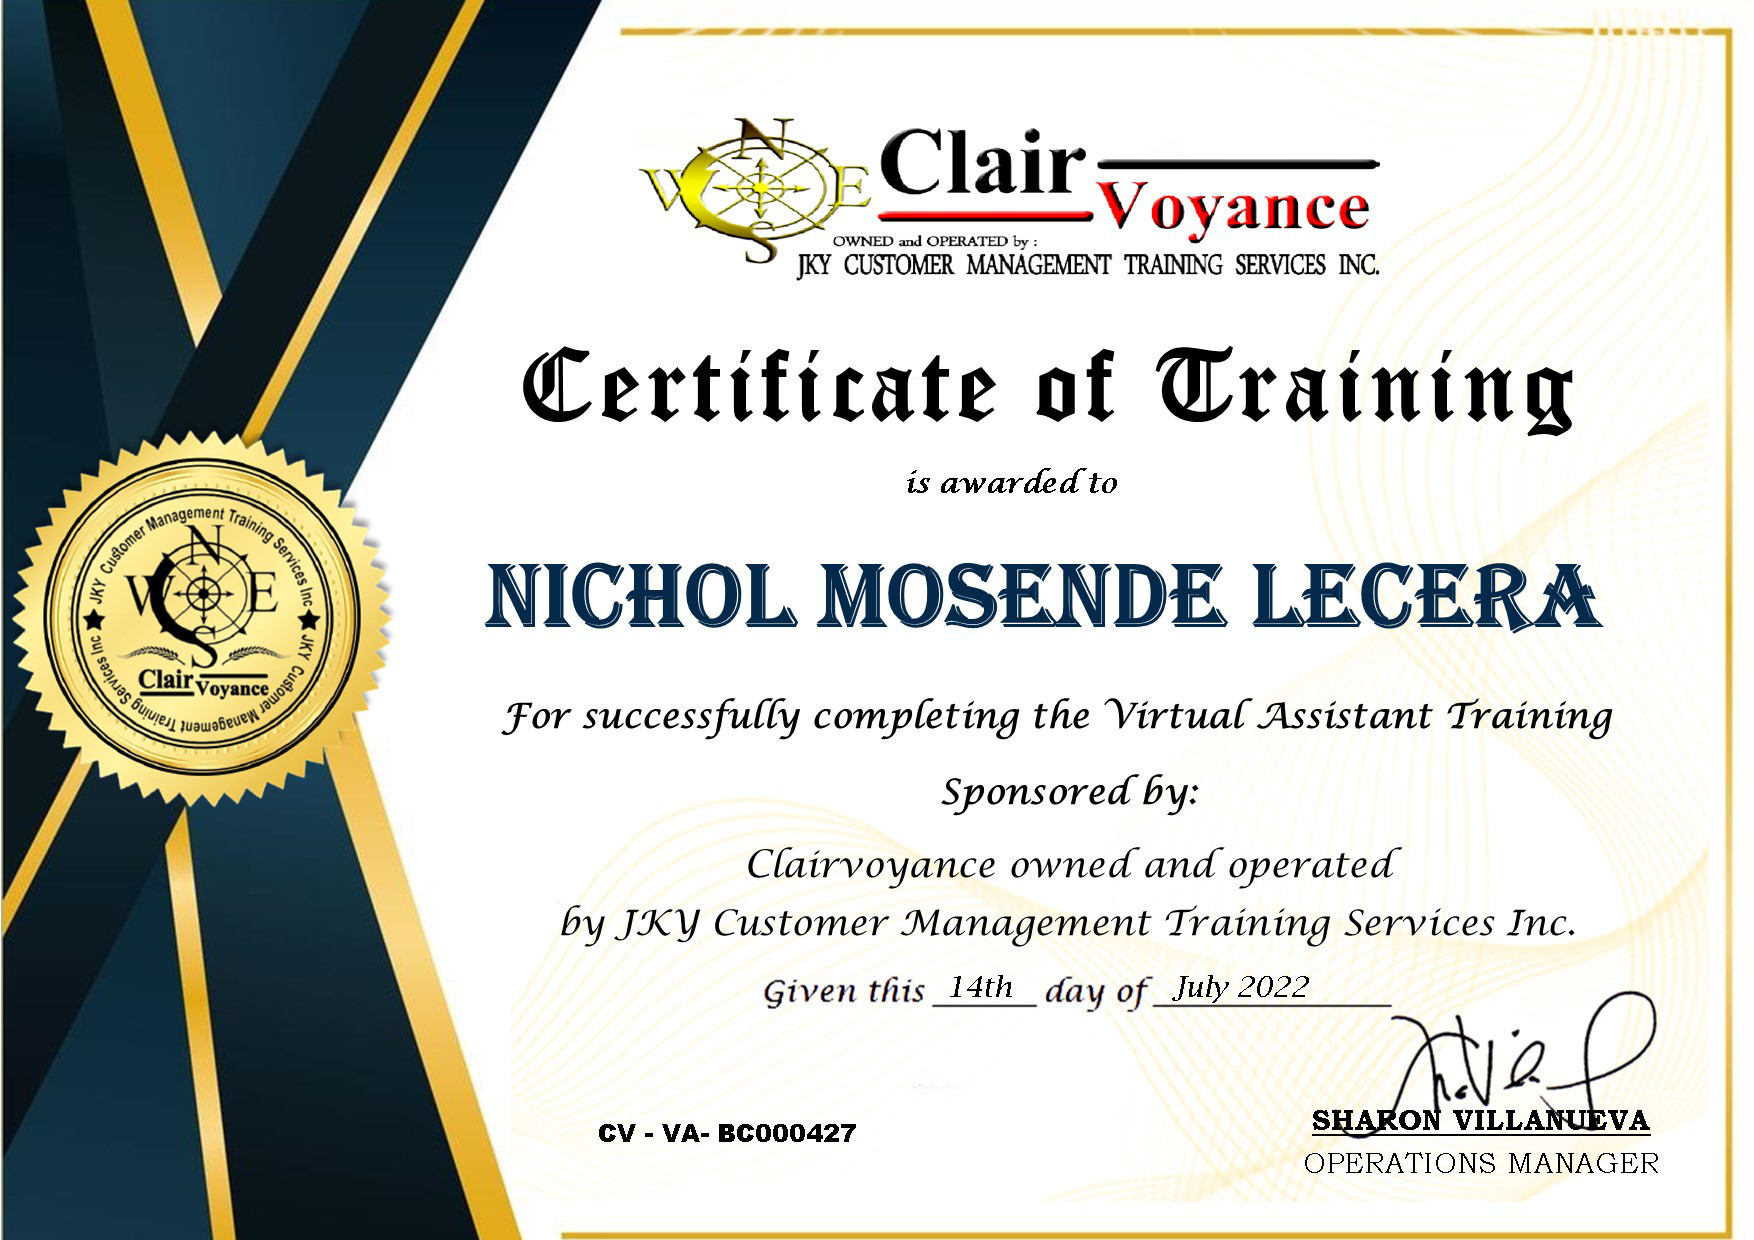 N
W
E
S
Clair
Voyance
OWNED and OPERATED by :
JKY CUSTOMER MANAGEMENT TRAINING SERVICES INC.
Certificate of Training
is awarded to
NICHOL MOSENDE LECERA
JKY Customer Management Training Services Inc
JKY Customer Management Training Services Inc
N
W
E
S
Clair
Voyance
For successfully completing the Virtual Assistant Training
Sponsored by:
Clairvoyance owned and operated
by JKY Customer Management Training Services Inc.
Given this 14th day of July 2022
CV - VA- BC000427
SHARON VILLANUEVA
OPERATIONS MANAGER